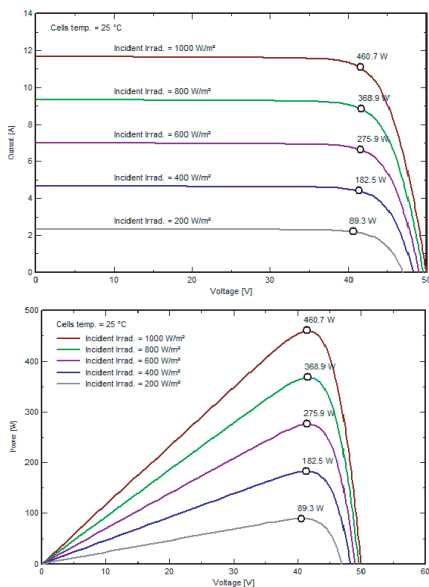 14
12
10
8
6
4
2
0
Current [A]
Cells temp. = 25 °C
Incident Irrad. = 1000 W/m²
460.7 W
Incident Irrad. = 800 W/m²
368.9 W
Incident Irrad. = 600 W/m²
275.9 W
Incident Irrad. = 400 W/m²
182.5 W
Incident Irrad. = 200 W/m²
89.3 W
0 10 20 30 40 50
Voltage [V]
500
400
300
200
100
0
Power [W]
Cells temp. = 25 °C
Incident Irrad. = 1000 W/m²
Incident Irrad. = 800 W/m²
Incident Irrad. = 600 W/m²
Incident Irrad. = 400 W/m²
Incident Irrad. = 200 W/m²
460.7 W
368.9 W
275.9 W
182.5 W
89.3 W
0 10 20 30 40 50 60
Voltage [V]